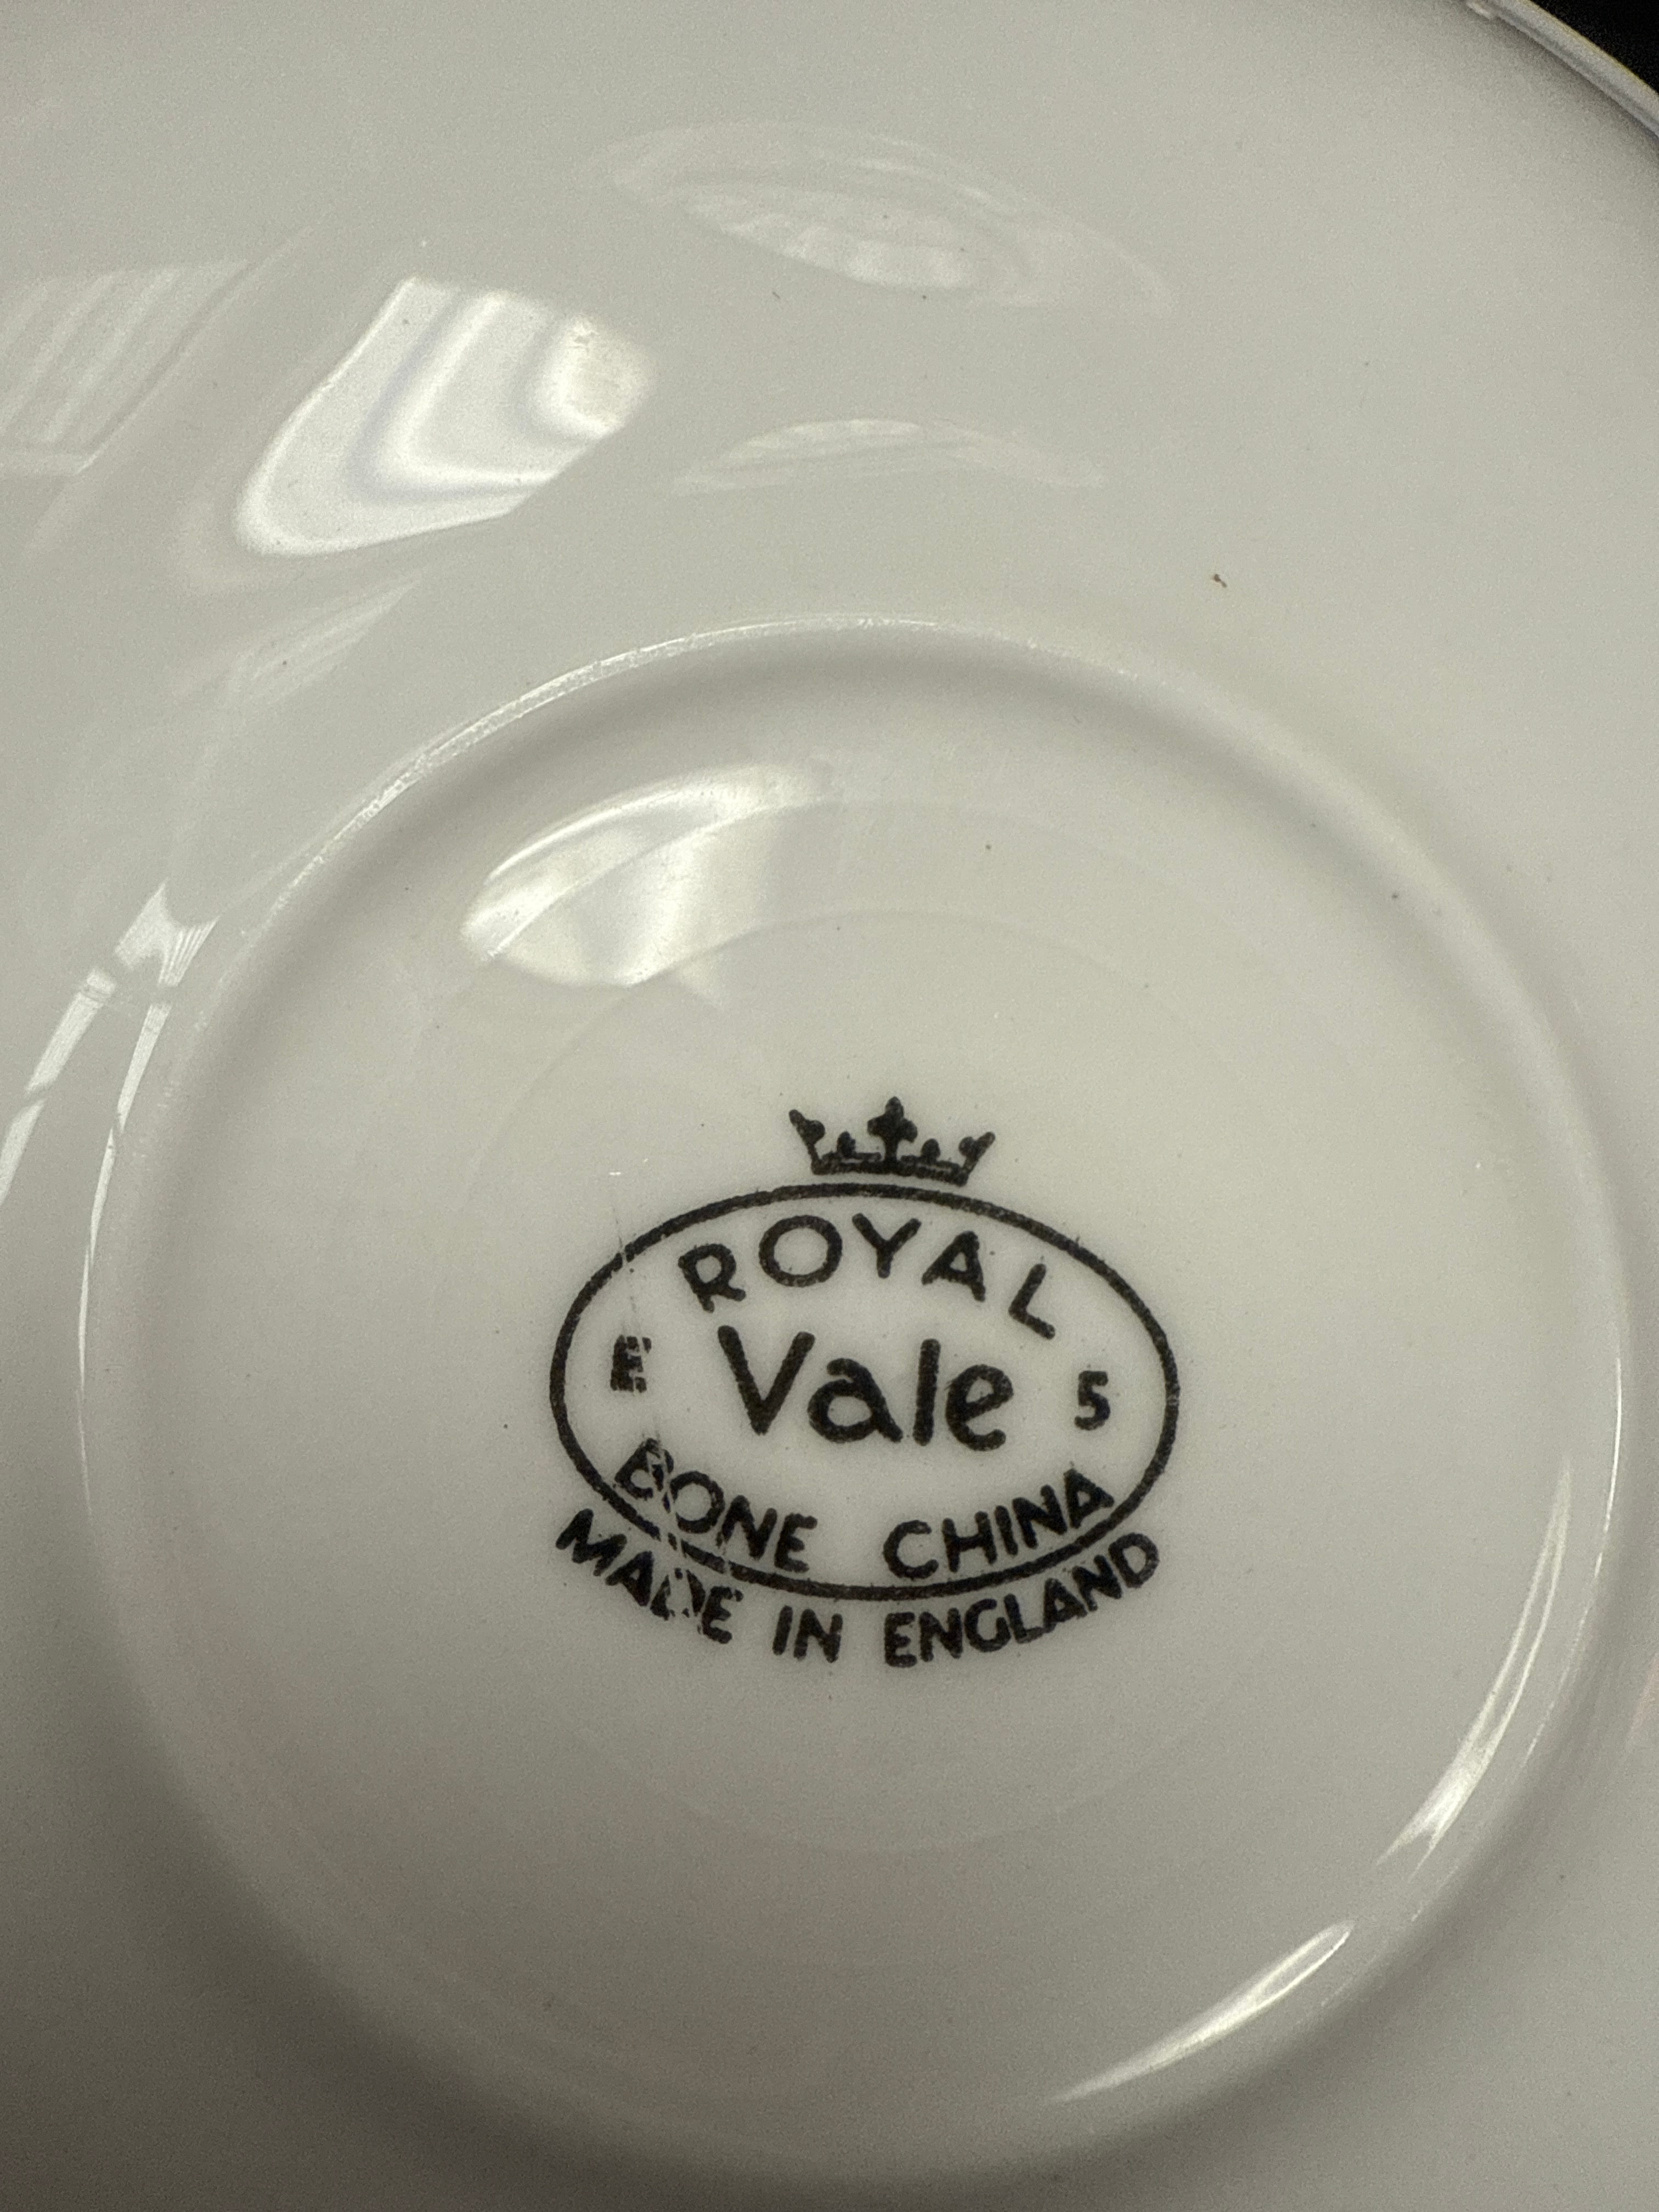 ROYAL
E Vale 5
BONE CHINA
MADE IN ENGLAND